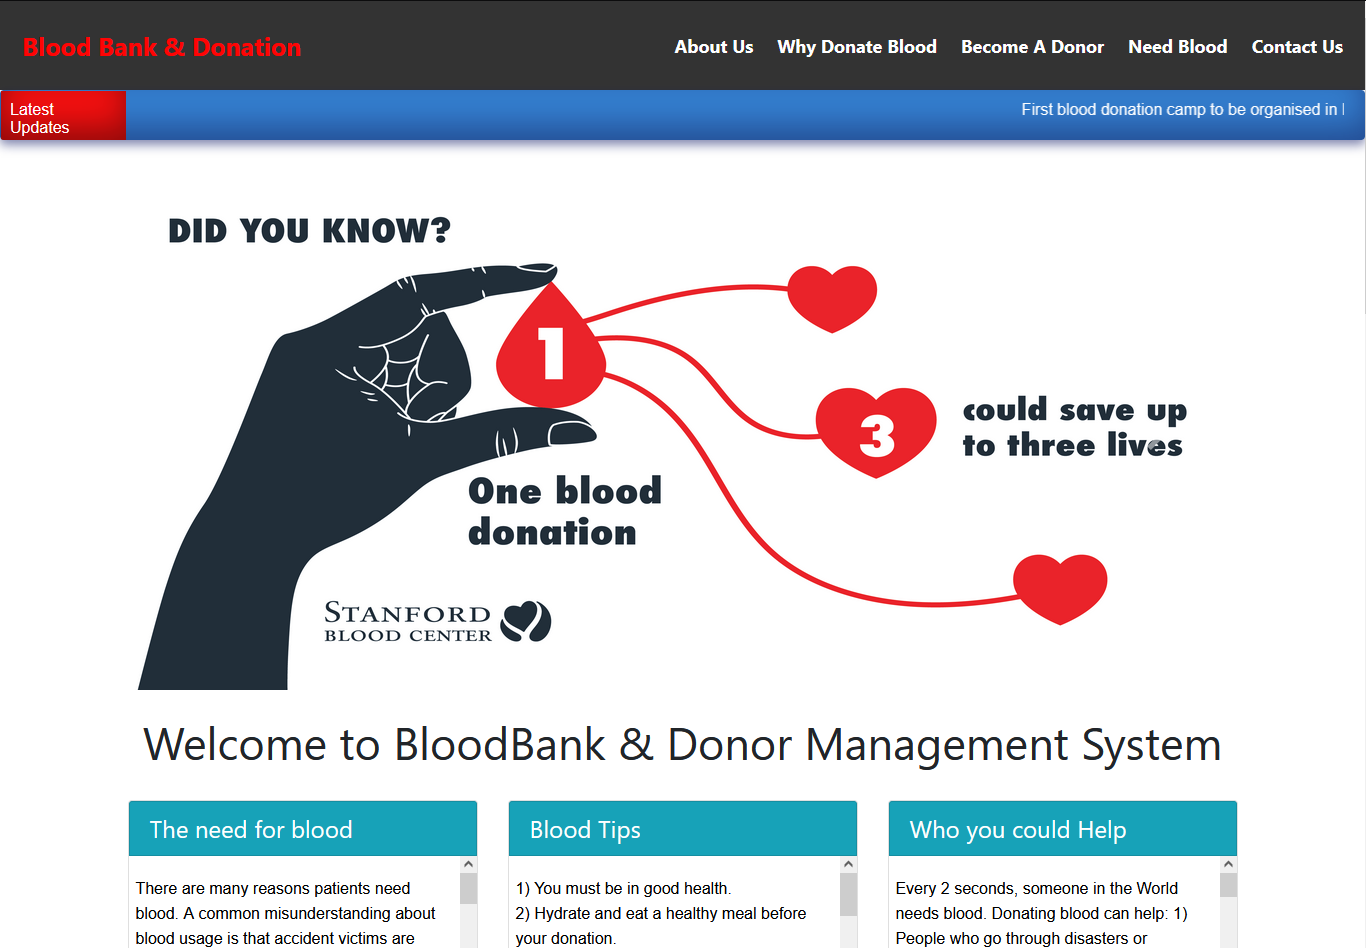 Blood Bank & Donation
About Us Why Donate Blood Become A Donor Need Blood Contact Us
Latest
Updates
First blood donation camp to be organised in
DID YOU KNOW?
1
3
could save up
to three lives
One blood
donation
STANFORD
BLOOD CENTER
Welcome to BloodBank & Donor Management System
The need for blood
There are many reasons patients need
blood. A common misunderstanding about
blood usage is that accident victims are
Blood Tips
1) You must be in good health.
2) Hydrate and eat a healthy meal before
your donation.
Who you could Help
Every 2 seconds, someone in the World
needs blood. Donating blood can help: 1)
People who go through disasters or